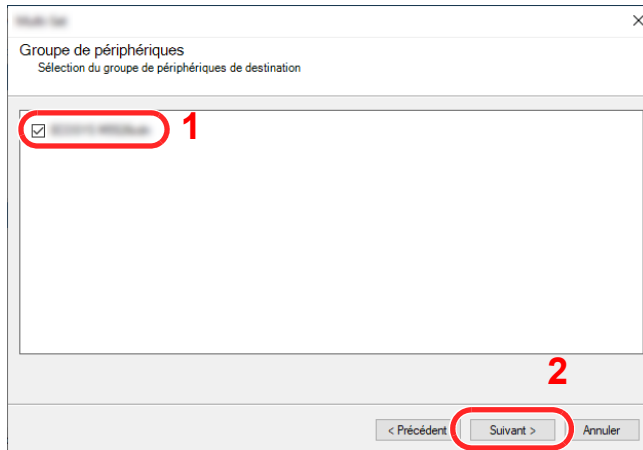 Groupe de périphériques
Sélection du groupe de périphériques de destination
1
2
< Précédent
Suivant >
Annuler